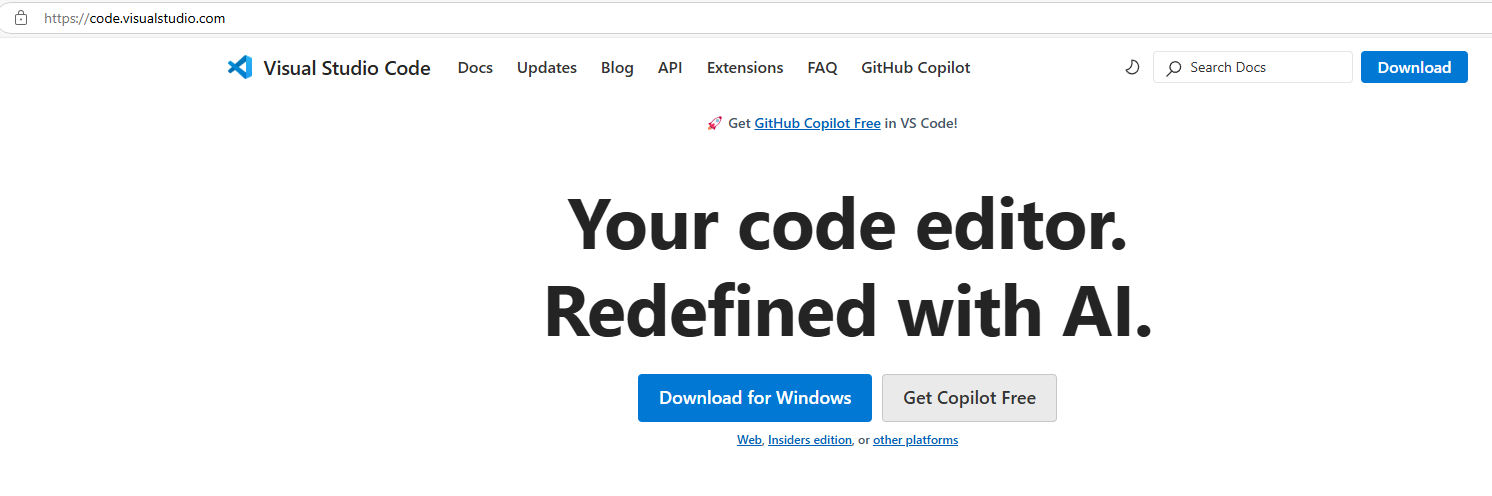 https://code.visualstudio.com
Visual Studio Code Docs Updates Blog API Extensions FAQ GitHub Copilot Search Docs Download
🚀 Get GitHub Copilot Free in VS Code!
Your code editor.
Redefined with AI.
Download for Windows Get Copilot Free
Web, Insiders edition, or other platforms